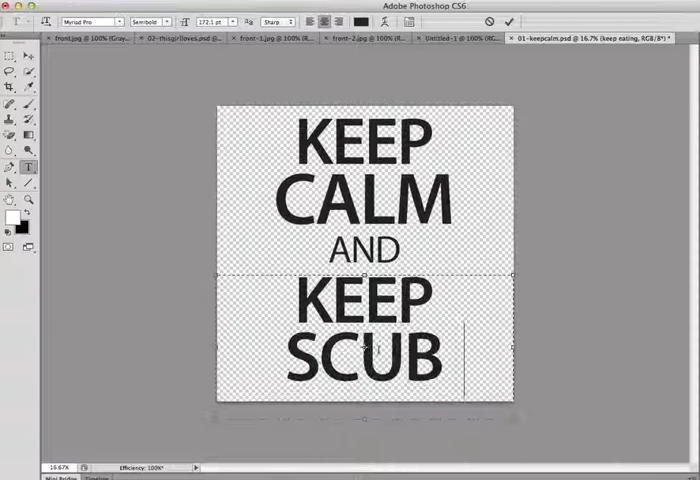 Adobe Photoshop CS6
T
Myriad Pro
Semibold
172.1 pt
aa
Sharp
front.jpg @ 100% (Gray...
02-thisgirlloves.psd @...
front-1.jpg @ 100% (R...
front-2.jpg @ 100% (R...
Untitled-1 @ 100% (RG...
01-keepcalm.psd @ 16.7% (keep eating, RGB/8*) *
KEEP
CALM
AND
KEEP
SCUB
16.67%
Efficiency: 100%*
Mini Bridge
Timeline